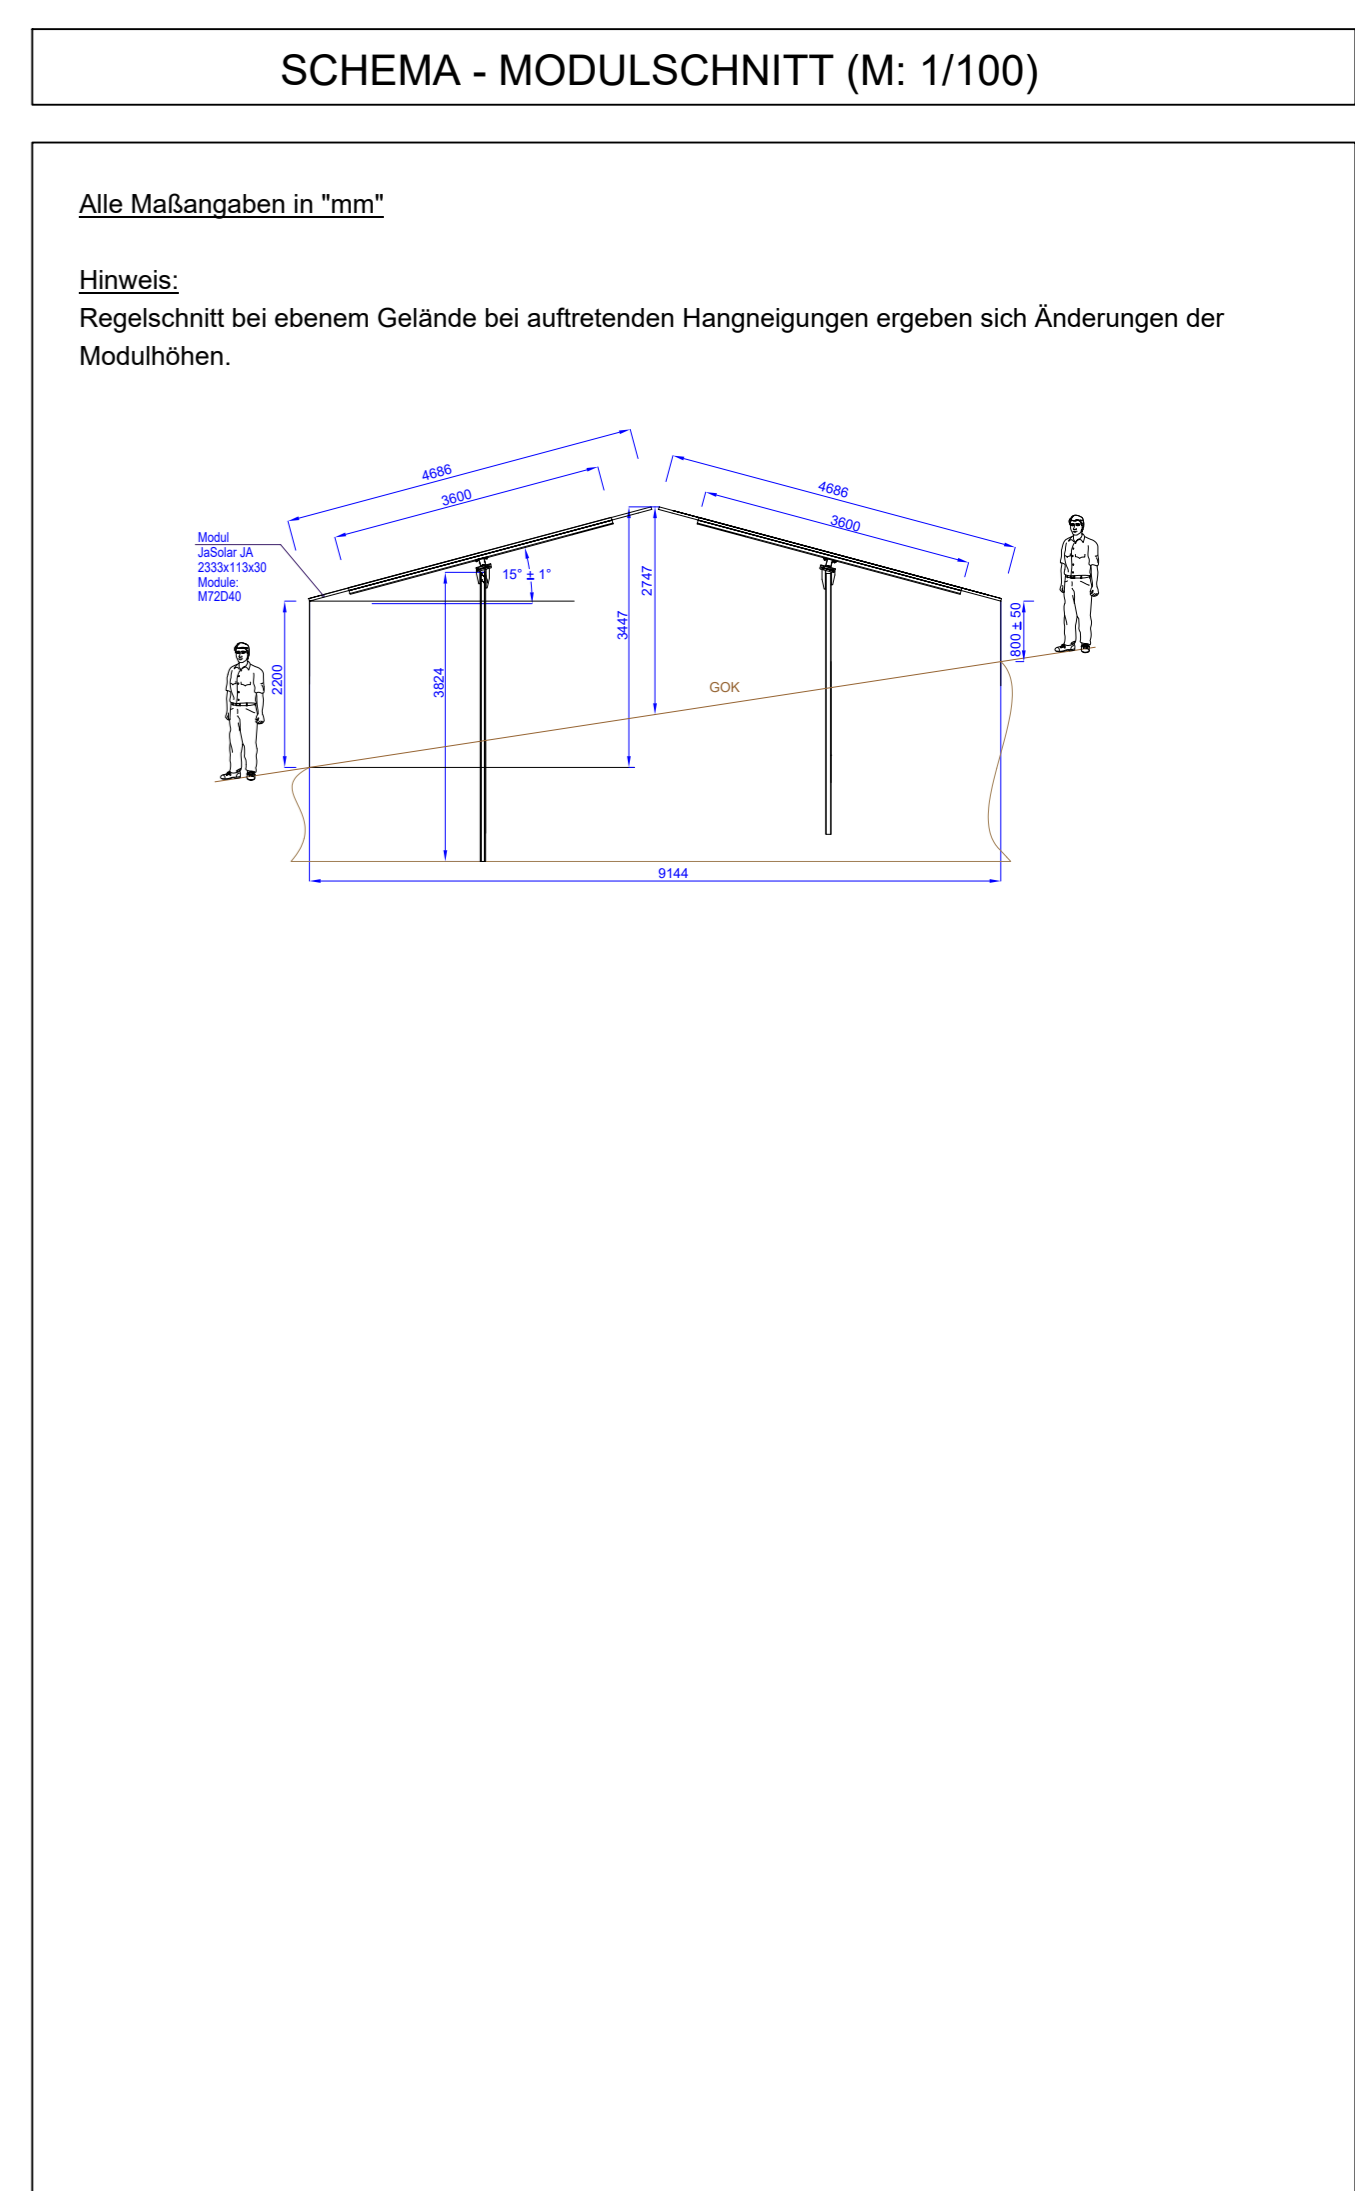 SCHEMA - MODULSCHNITT (M: 1/100)
Alle Maßangaben in "mm"
Hinweis:
Regelschnitt bei ebenem Gelände bei auftretenden Hangneigungen ergeben sich Änderungen der
Modulhöhen.
4686
3600
4686
3600
Modul
JaSolar JA
2333x113x30
Module:
M72D40
15° ± 1°
2747
3447
3824
2200
800 ± 50
GOK
9144